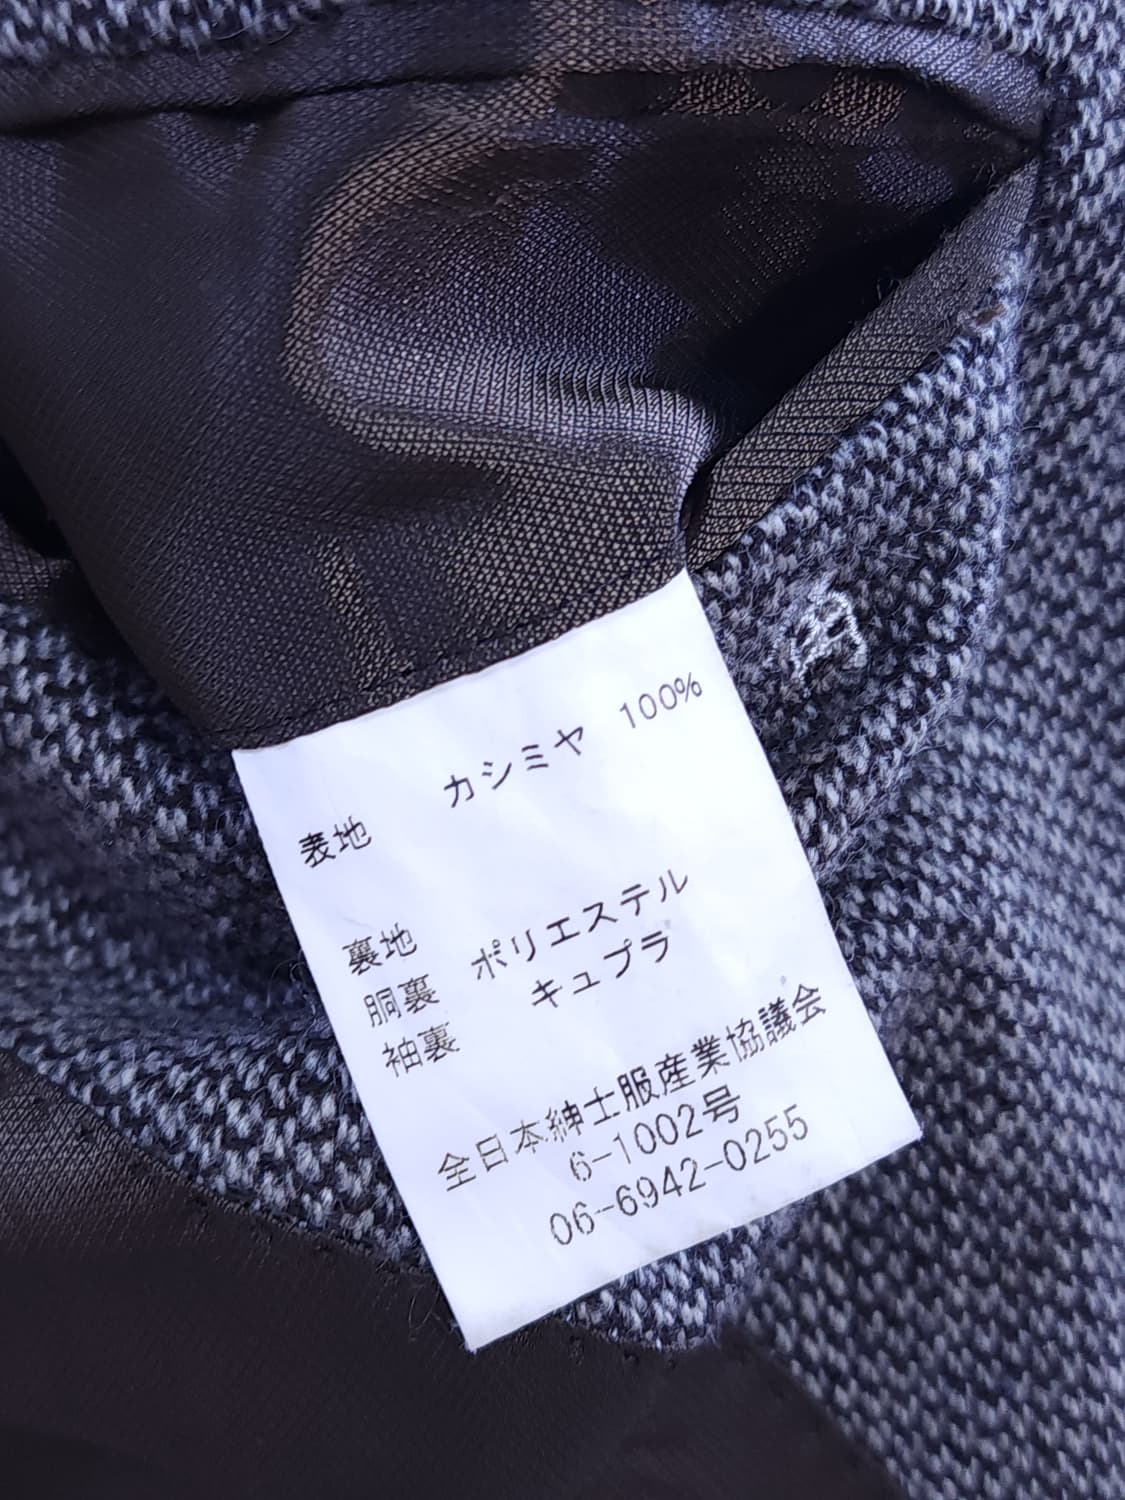 表地 カシミヤ 100%
裏地
胴裏 ポリエステル
袖裏 キュプラ
全日本紳士服産業協議会
6-1002号
06-6942-0255